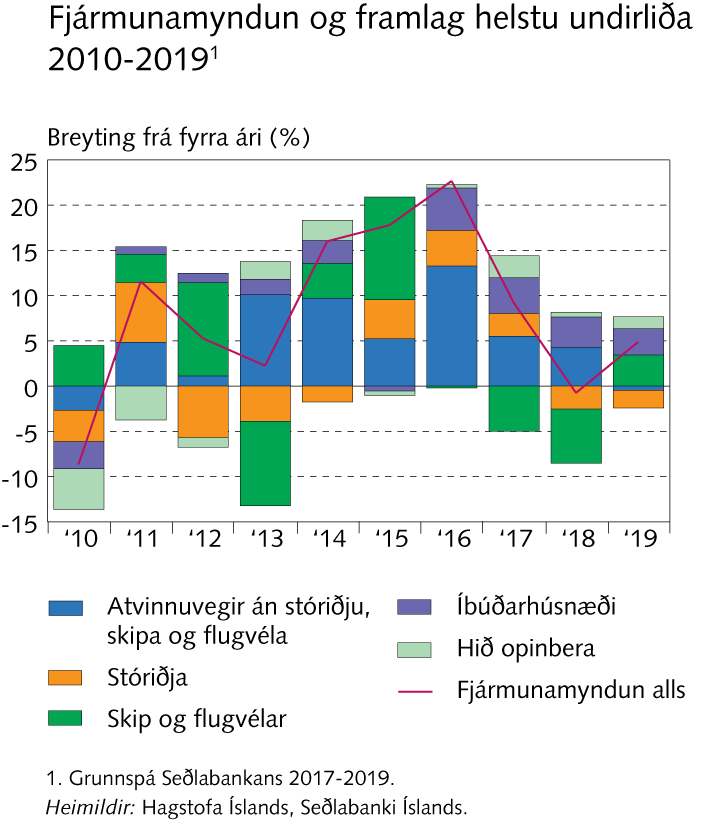 Fjármunamyndun og framlag helstu undirliða
2010-2019¹
Breyting frá fyrra ári (%)
25
20
15
10
5
0
-5
-10
-15
‘10 ‘11 ‘12 ‘13 ‘14 ‘15 ‘16 ‘17 ‘18 ‘19
Atvinnuvegir án stóriðju,
skipa og flugvéla
Stóriðja
Skip og flugvélar
Íbúðarhúsnæði
Hið opinbera
Fjármunamyndun alls
1. Grunnspá Seðlabankans 2017-2019.
Heimildir: Hagstofa Íslands, Seðlabanki Íslands.